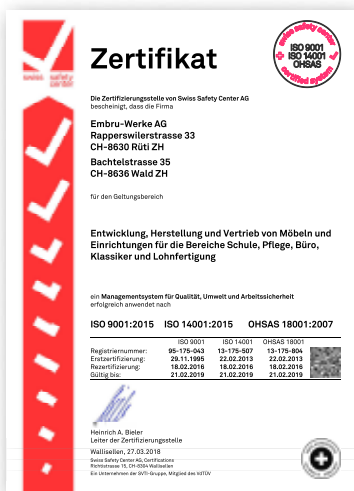 swiss safety center
Zertifikat
swiss safety center
ISO 9001
ISO 14001
OHSAS
certified system
Die Zertifizierungsstelle von Swiss Safety Center AG
bescheinigt, dass die Firma
Embru-Werke AG
Rapperswilerstrasse 33
CH-8630 Rüti ZH
Bachtelstrasse 35
CH-8636 Wald ZH
für den Geltungsbereich
Entwicklung, Herstellung und Vertrieb von Möbeln und
Einrichtungen für die Bereiche Schule, Pflege, Büro,
Klassiker und Lohnfertigung
ein Managementsystem für Qualität, Umwelt und Arbeitssicherheit
erfolgreich anwendet nach
ISO 9001:2015 ISO 14001:2015 OHSAS 18001:2007
ISO 9001 ISO 14001 OHSAS 18001
Registriernummer: 95-175-043 13-175-507 13-175-804
Erstzertifizierung: 29.11.1995 22.02.2013 22.02.2013
Rezertifizierung: 18.02.2016 18.02.2016 18.02.2016
Gültig bis: 21.02.2019 21.02.2019 21.02.2019
Heinrich A. Bieler
Leiter der Zertifizierungsstelle
Wallisellen, 27.03.2018
Swiss Safety Center AG, Certifications
Richtistrasse 15, CH-8304 Wallisellen
Ein Unternehmen der SVTI-Gruppe, Mitglied des VdTÜV